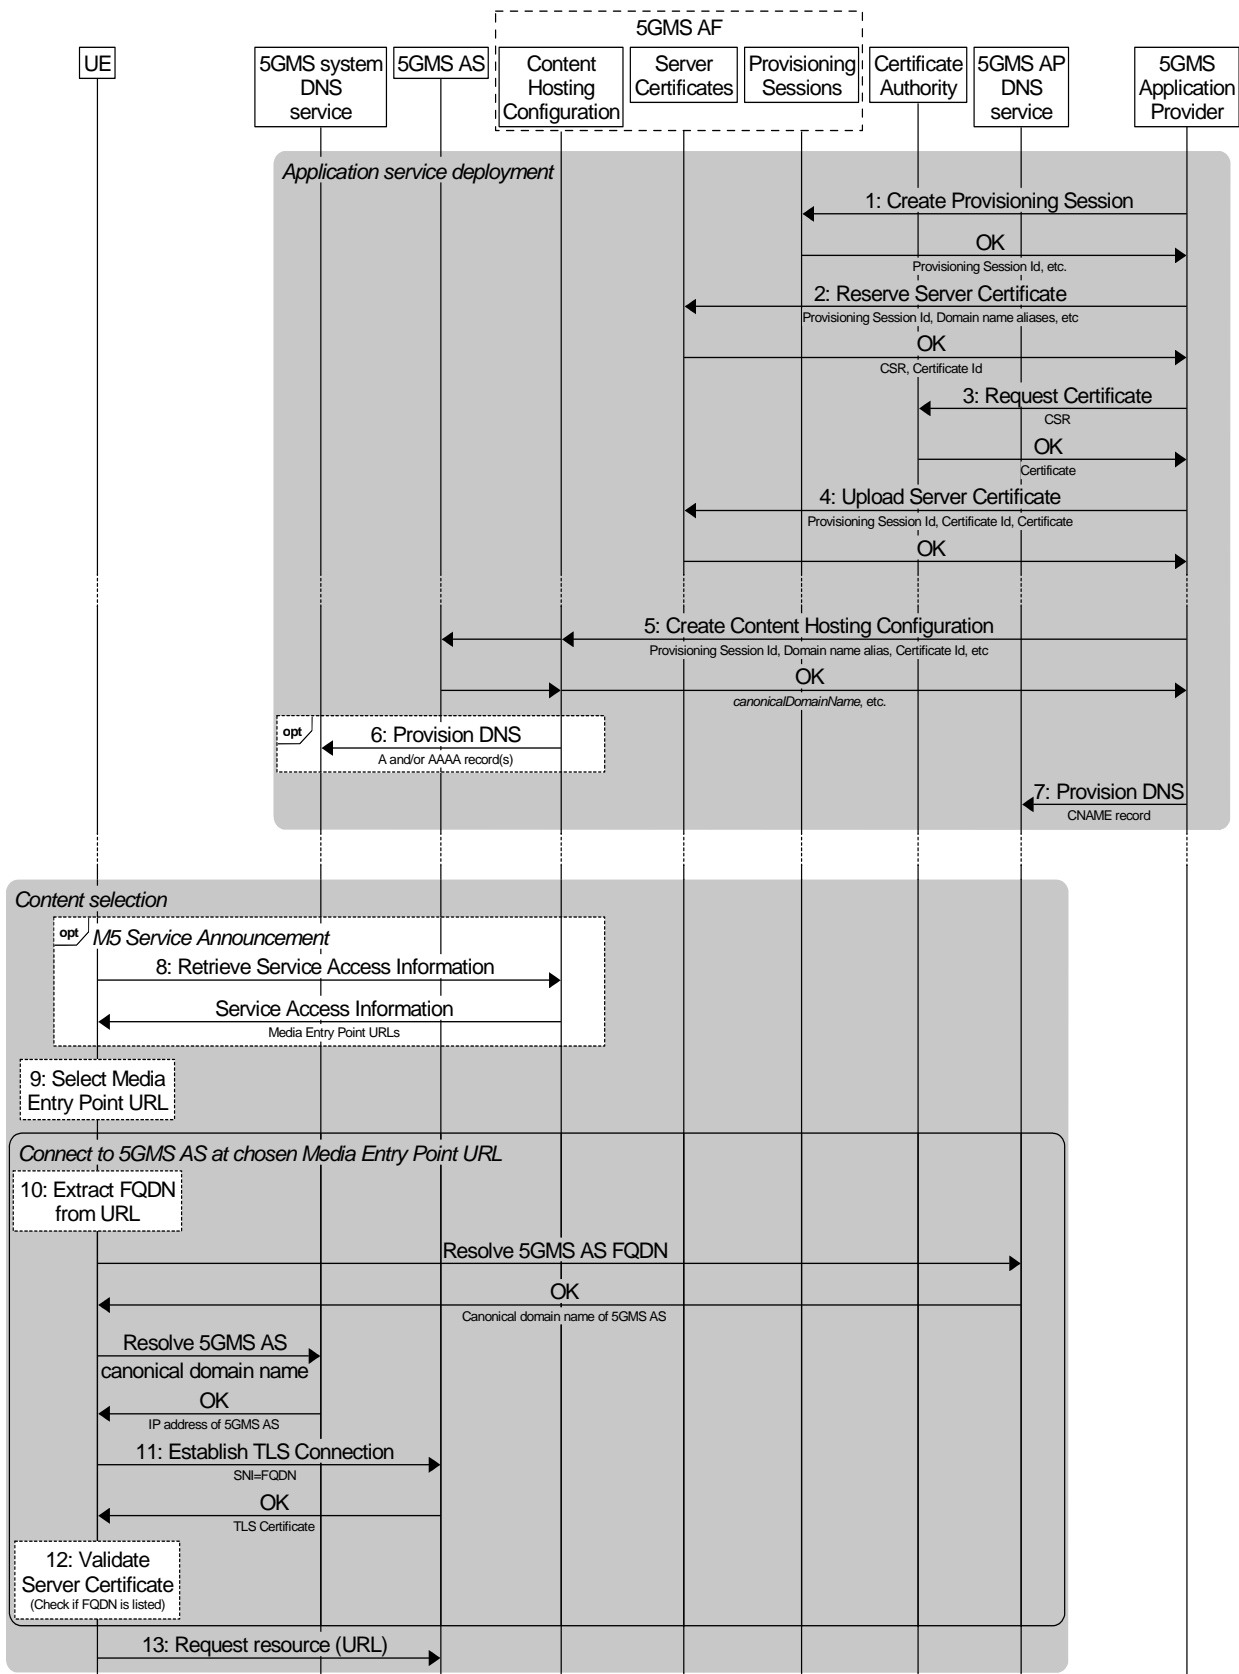 5GMS AF
UE
5GMS system
DNS
service
5GMS AS
Content
Hosting
Configuration
Server
Certificates
Provisioning
Sessions
Certificate
Authority
5GMS AP
DNS
service
5GMS
Application
Provider
Application service deployment
1: Create Provisioning Session
OK
Provisioning Session Id, etc.
2: Reserve Server Certificate
Provisioning Session Id, Domain name aliases, etc
OK
CSR, Certificate Id
3: Request Certificate
CSR
OK
Certificate
4: Upload Server Certificate
Provisioning Session Id, Certificate Id, Certificate
OK
5: Create Content Hosting Configuration
Provisioning Session Id, Domain name alias, Certificate Id, etc
OK
canonicalDomainName, etc.
opt
6: Provision DNS
A and/or AAAA record(s)
7: Provision DNS
CNAME record
Content selection
opt
M5 Service Announcement
8: Retrieve Service Access Information
Service Access Information
Media Entry Point URLs
9: Select Media
Entry Point URL
Connect to 5GMS AS at chosen Media Entry Point URL
10: Extract FQDN
from URL
Resolve 5GMS AS FQDN
OK
Canonical domain name of 5GMS AS
Resolve 5GMS AS
canonical domain name
OK
IP address of 5GMS AS
11: Establish TLS Connection
SNI=FQDN
OK
TLS Certificate
12: Validate
Server Certificate
(Check if FQDN is listed)
13: Request resource (URL)